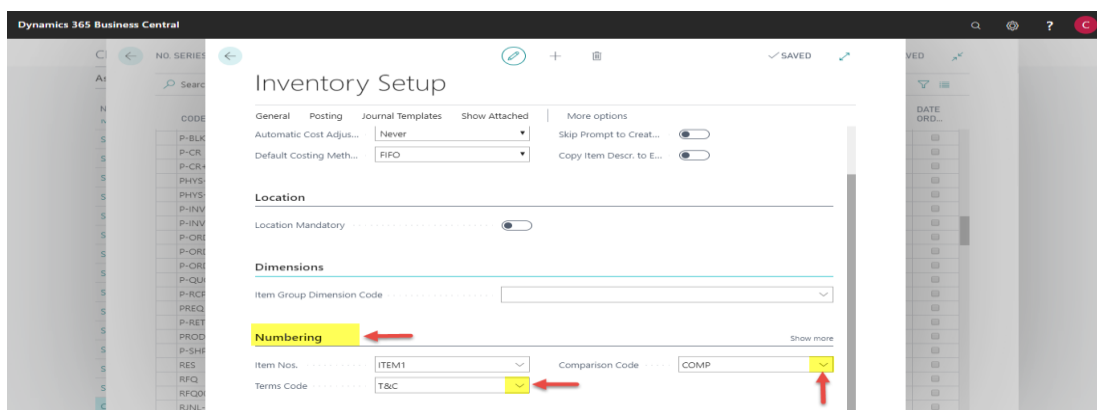 Dynamics 365 Business Central
NO. SERIES
SAVED
VED
Searc
Inventory Setup
CODE
DATE
ORD...
General Posting Journal Templates Show Attached More options
Automatic Cost Adjus... Never Skip Prompt to Creat...
Default Costing Meth... FIFO Copy Item Descr. to E...
P-BLK
P-CR
P-CR+
PHYS-
PHYS-
P-INV
P-INV
P-ORD
P-ORD
P-ORD
P-QUO
P-RCP
PREQ
P-RET
PROD
P-SHP
RES
RFQ
RFQ00
RJNL-
Location
Location Mandatory
Dimensions
Item Group Dimension Code
Numbering Show more
Item Nos. ITEM1 Comparison Code COMP
Terms Code T&C